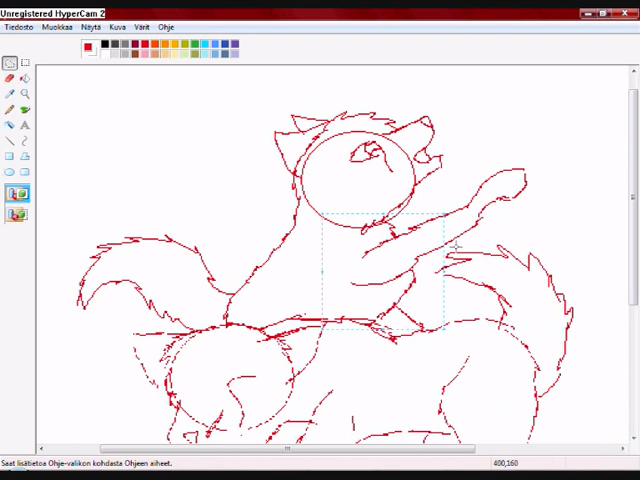 Unregistered HyperCam 2
Tiedosto Muokkaa Näytä Kuva Värit Ohje
A
Saat lisätietoa Ohje-valikon kohdasta Ohjeen aiheet. 400,160